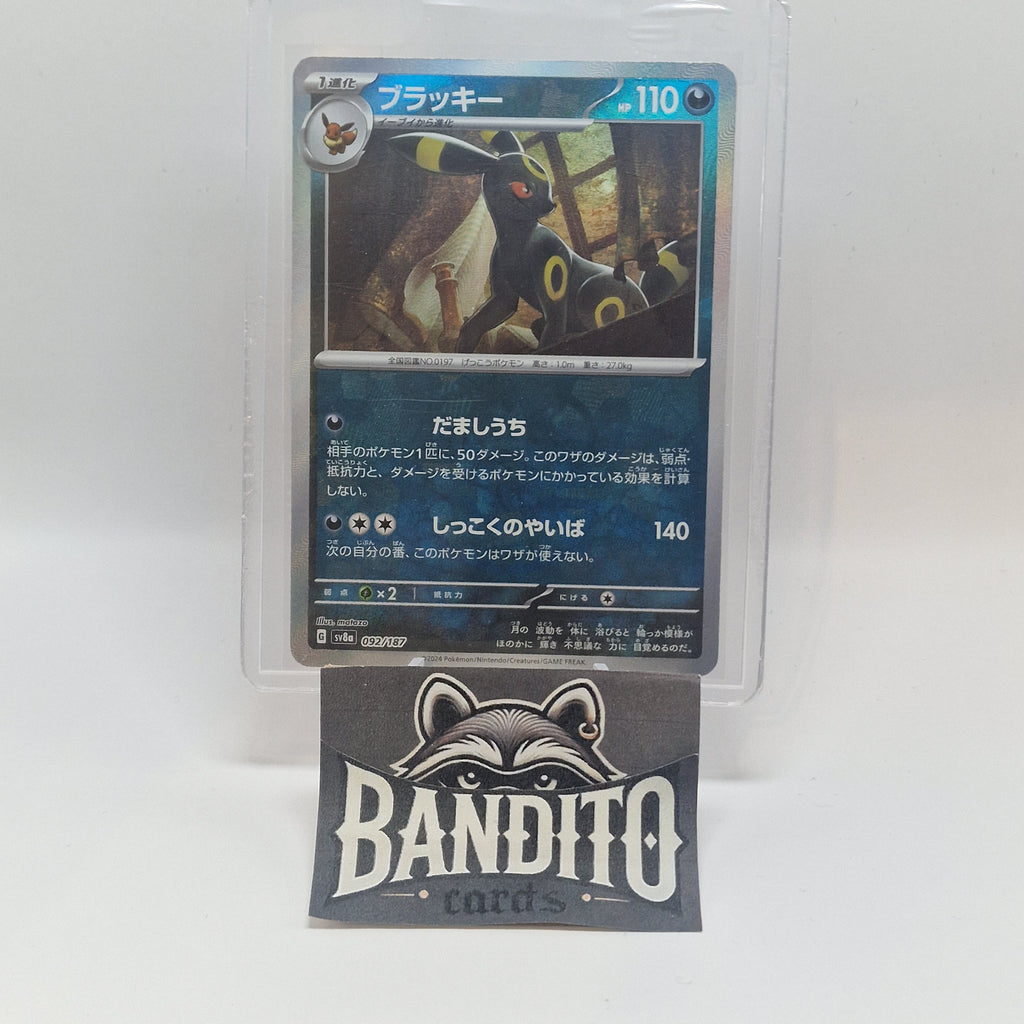 1進化
ブラッキー
HP 110
イーブイから進化
全国図鑑NO.0197 げっこうポケモン 高さ:1.0m 重さ:27.0kg
だましうち
相手のポケモン1匹に、50ダメージ。このワザのダメージは、弱点・
抵抗力と、ダメージを受けるポケモンにかかっている効果を計算
しない。
しっこくのやいば 140
次の自分の番、このポケモンはワザが使えない。
弱点 ×2 抵抗力 にげる
Illus. matazo
G sv8a 092/187
月の波動を体に浴びると輪っか模様が
ほのかに輝き不思議な力に目覚めるのだ。
©2024 Pokémon/Nintendo/Creatures/GAME FREAK
BANDITO
cards